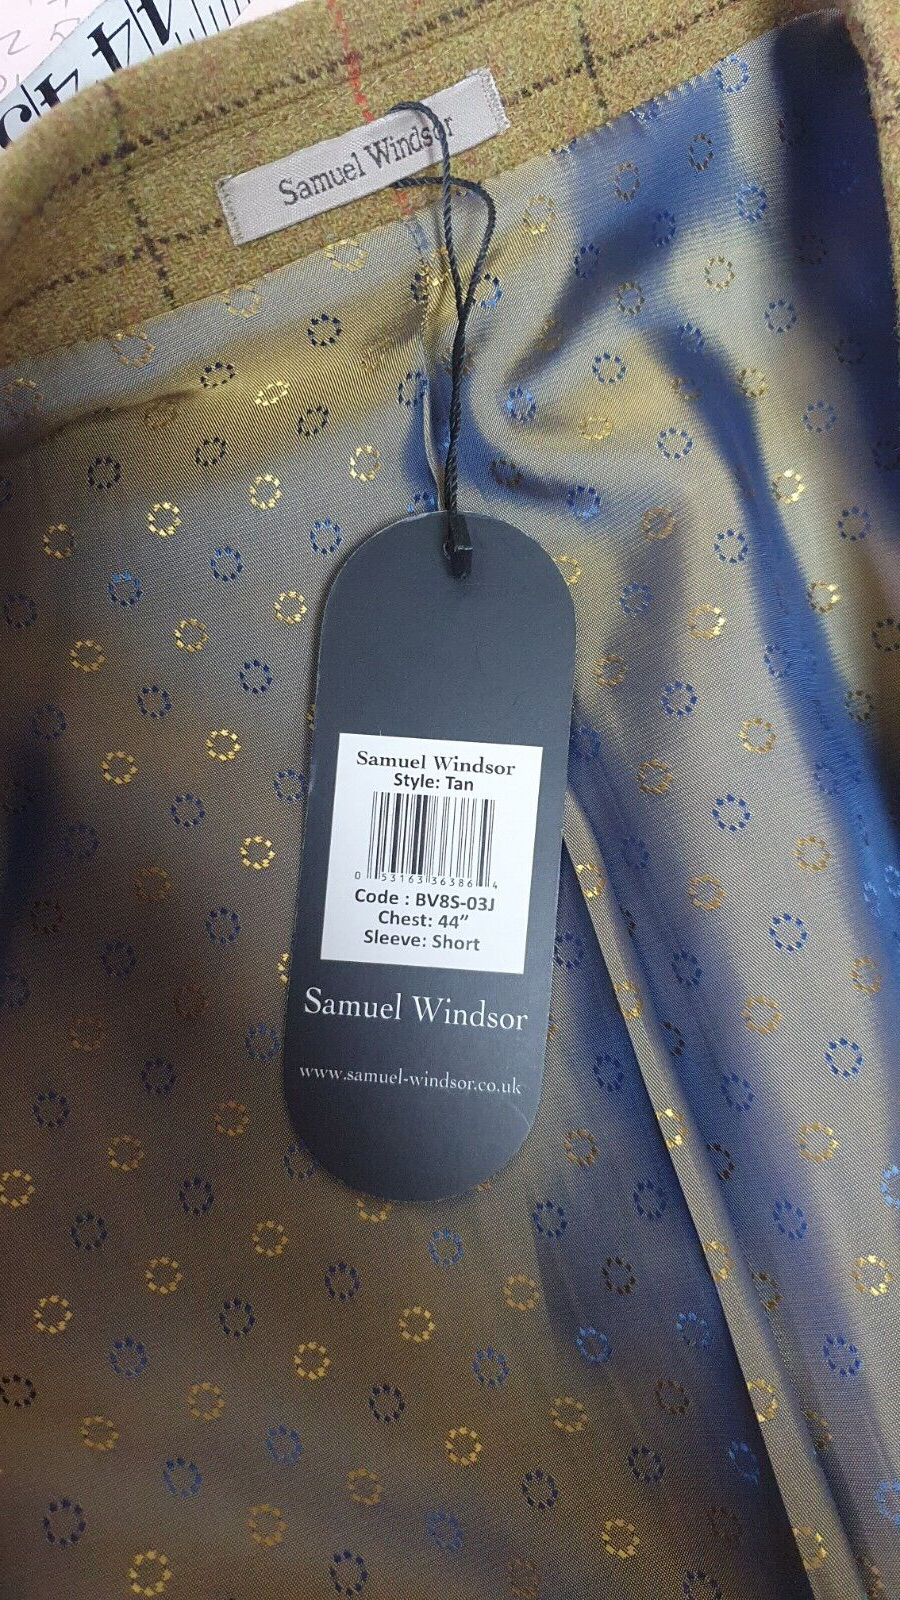 Samuel Windsor
Samuel Windsor
Style: Tan
0 53163 36386 4
Code : BV8S-03J
Chest: 44”
Sleeve: Short
Samuel Windsor
www.samuel-windsor.co.uk